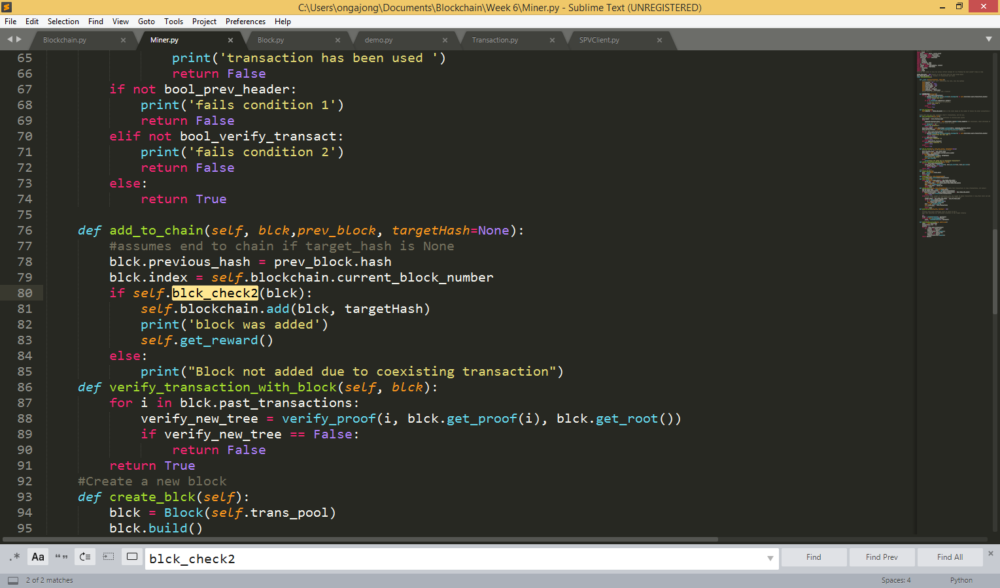 C:\Users\ongajong\Documents\Blockchain\Week 6\Miner.py - Sublime Text (UNREGISTERED)
File Edit Selection Find View Goto Tools Project Preferences Help
Blockchain.py Miner.py Block.py demo.py Transaction.py SPVClient.py
65 print('transaction has been used ')
66 return False
67 if not bool_prev_header:
68 print('fails condition 1')
69 return False
70 elif not bool_verify_transact:
71 print('fails condition 2')
72 return False
73 else:
74 return True
75
76 def add_to_chain(self, blck,prev_block, targetHash=None):
77 #assumes end to chain if target_hash is None
78 blck.previous_hash = prev_block.hash
79 blck.index = self.blockchain.current_block_number
80 if self.blck_check2(blck):
81 self.blockchain.add(blck, targetHash)
82 print('block was added')
83 self.get_reward()
84 else:
85 print("Block not added due to coexisting transaction")
86 def verify_transaction_with_block(self, blck):
87 for i in blck.past_transactions:
88 verify_new_tree = verify_proof(i, blck.get_proof(i), blck.get_root())
89 if verify_new_tree == False:
90 return False
91 return True
92 #Create a new block
93 def create_blck(self):
94 blck = Block(self.trans_pool)
95 blck.build()
.* Aa “” blck_check2 Find Find Prev Find All
2 of 2 matches Spaces: 4 Python